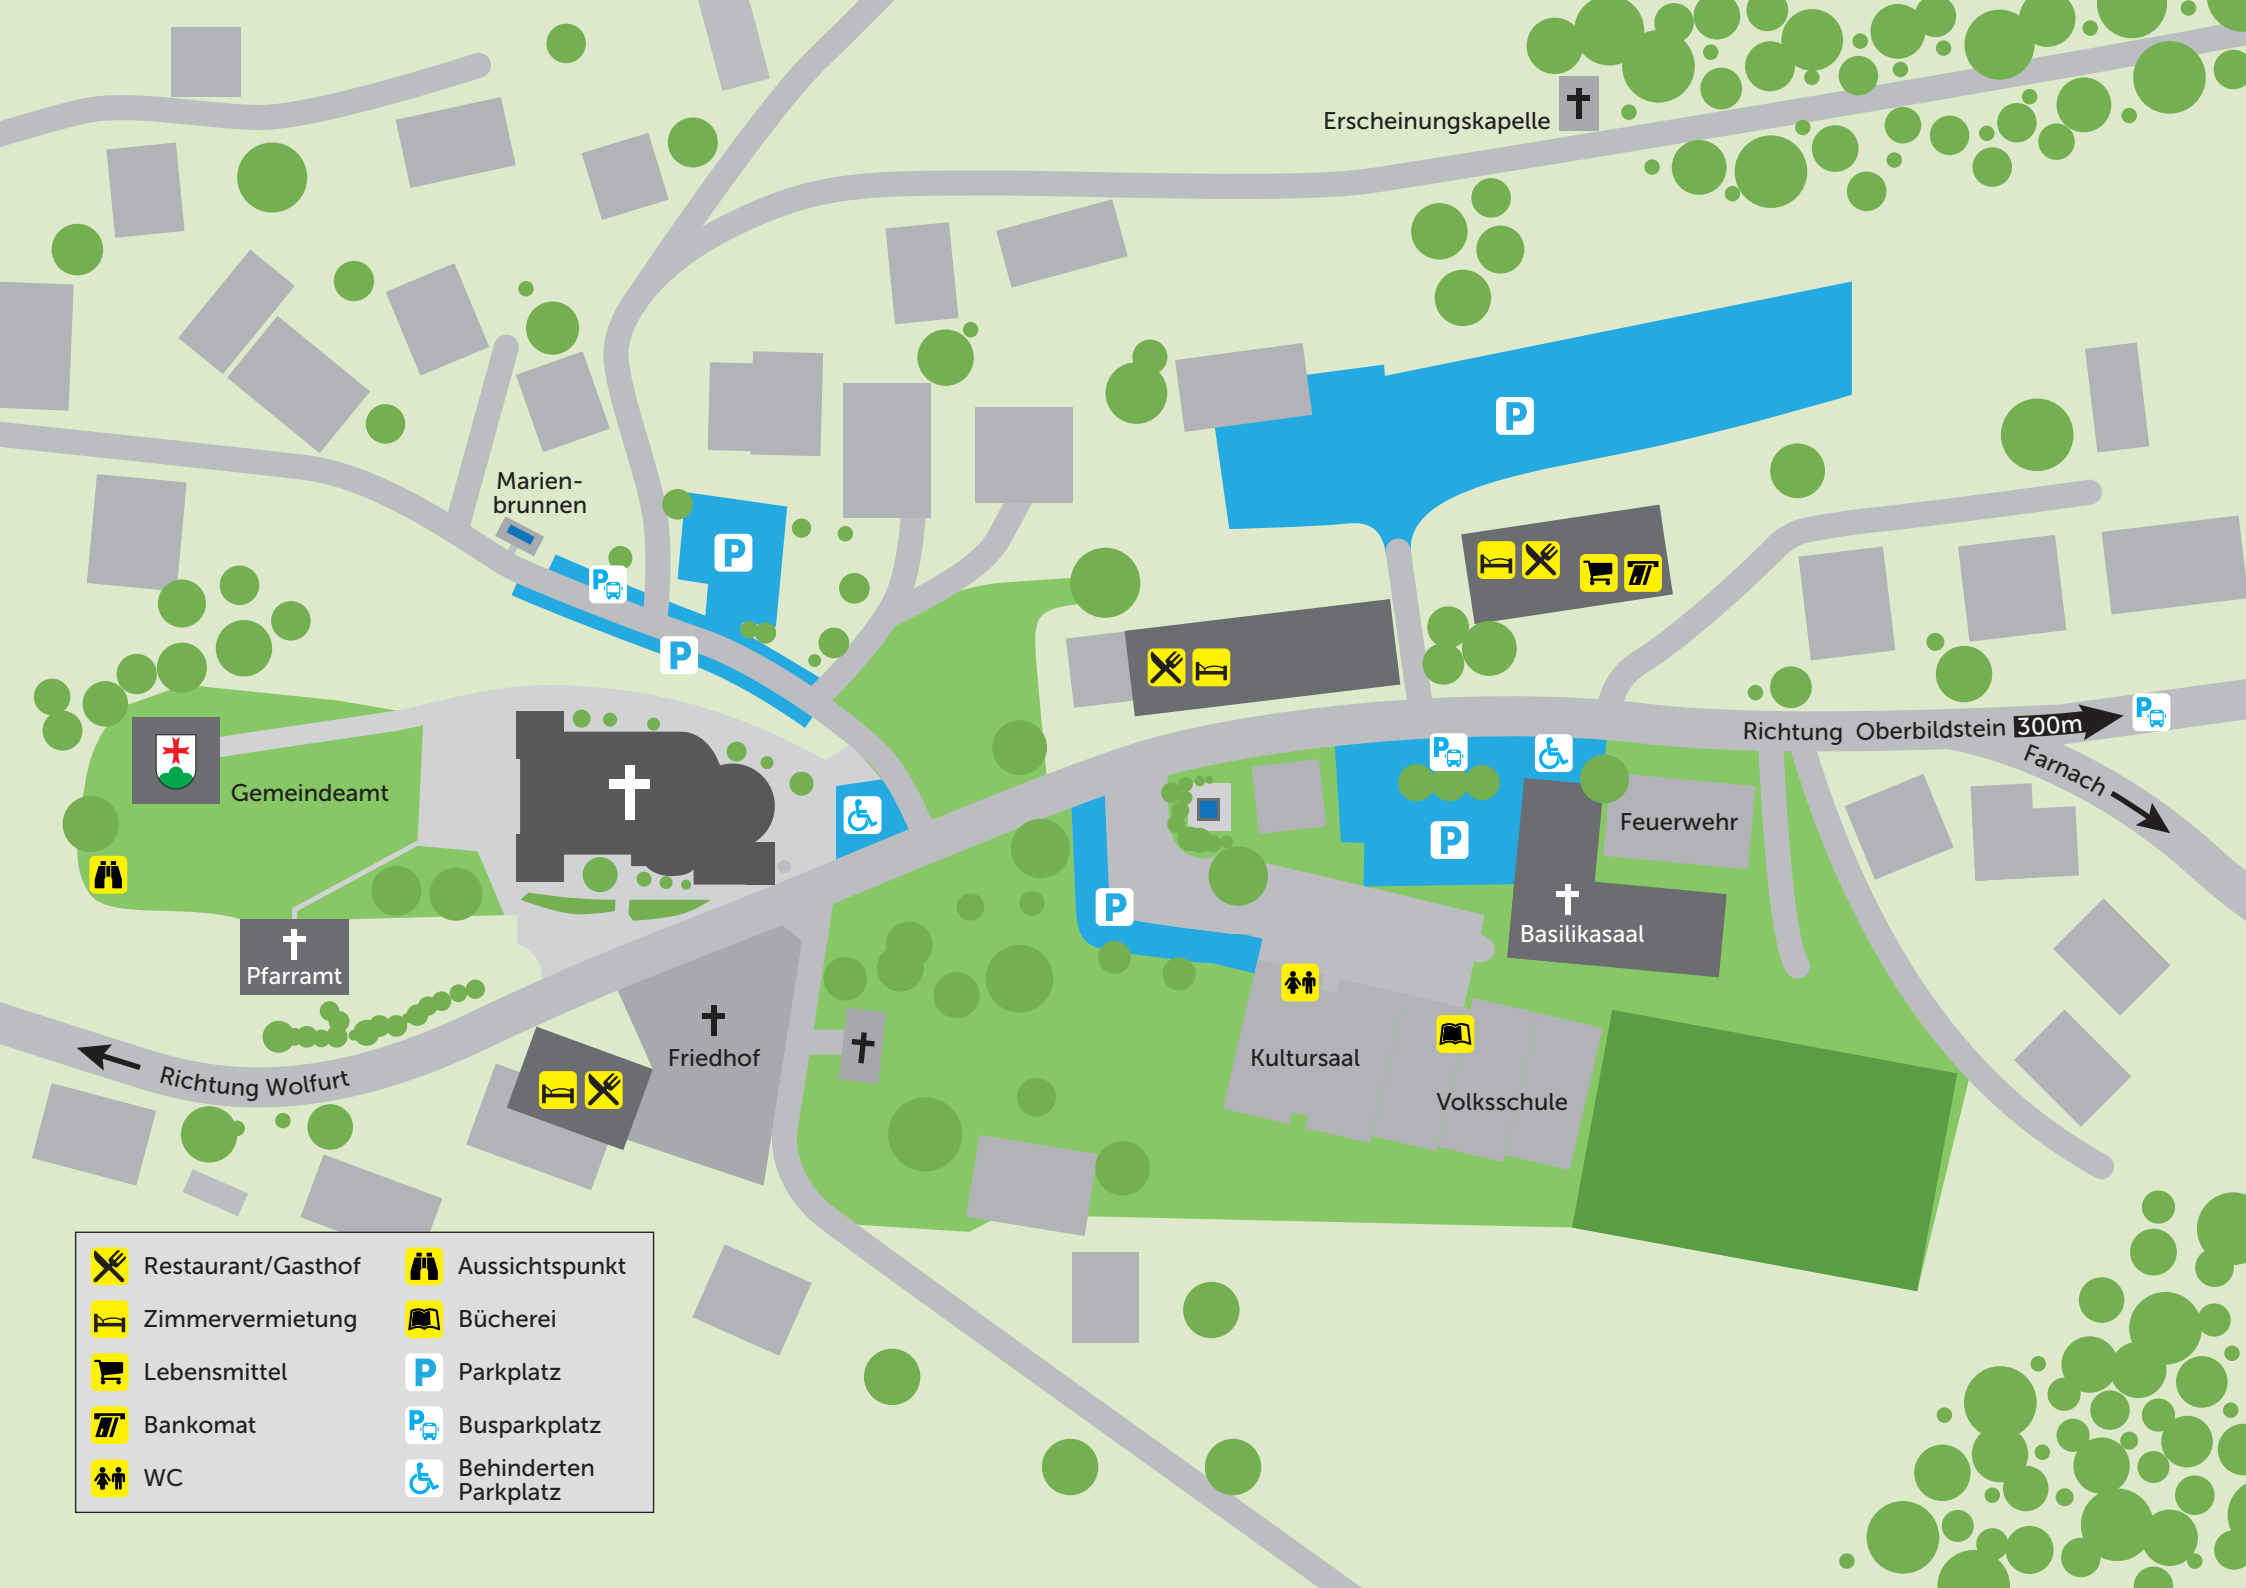 Erscheinungskapelle
Marien-
brunnen
P
P
P
P
Gemeindeamt
Richtung Oberbildstein 300m
P
Farnach
P
Feuerwehr
P
P
Basilikasaal
Pfarramt
Friedhof
Kultursaal
Richtung Wolfurt
Volksschule
Restaurant/Gasthof
Zimmervermietung
Lebensmittel
Bankomat
WC
Aussichtspunkt
Bücherei
P Parkplatz
P Busparkplatz
Behinderten
Parkplatz